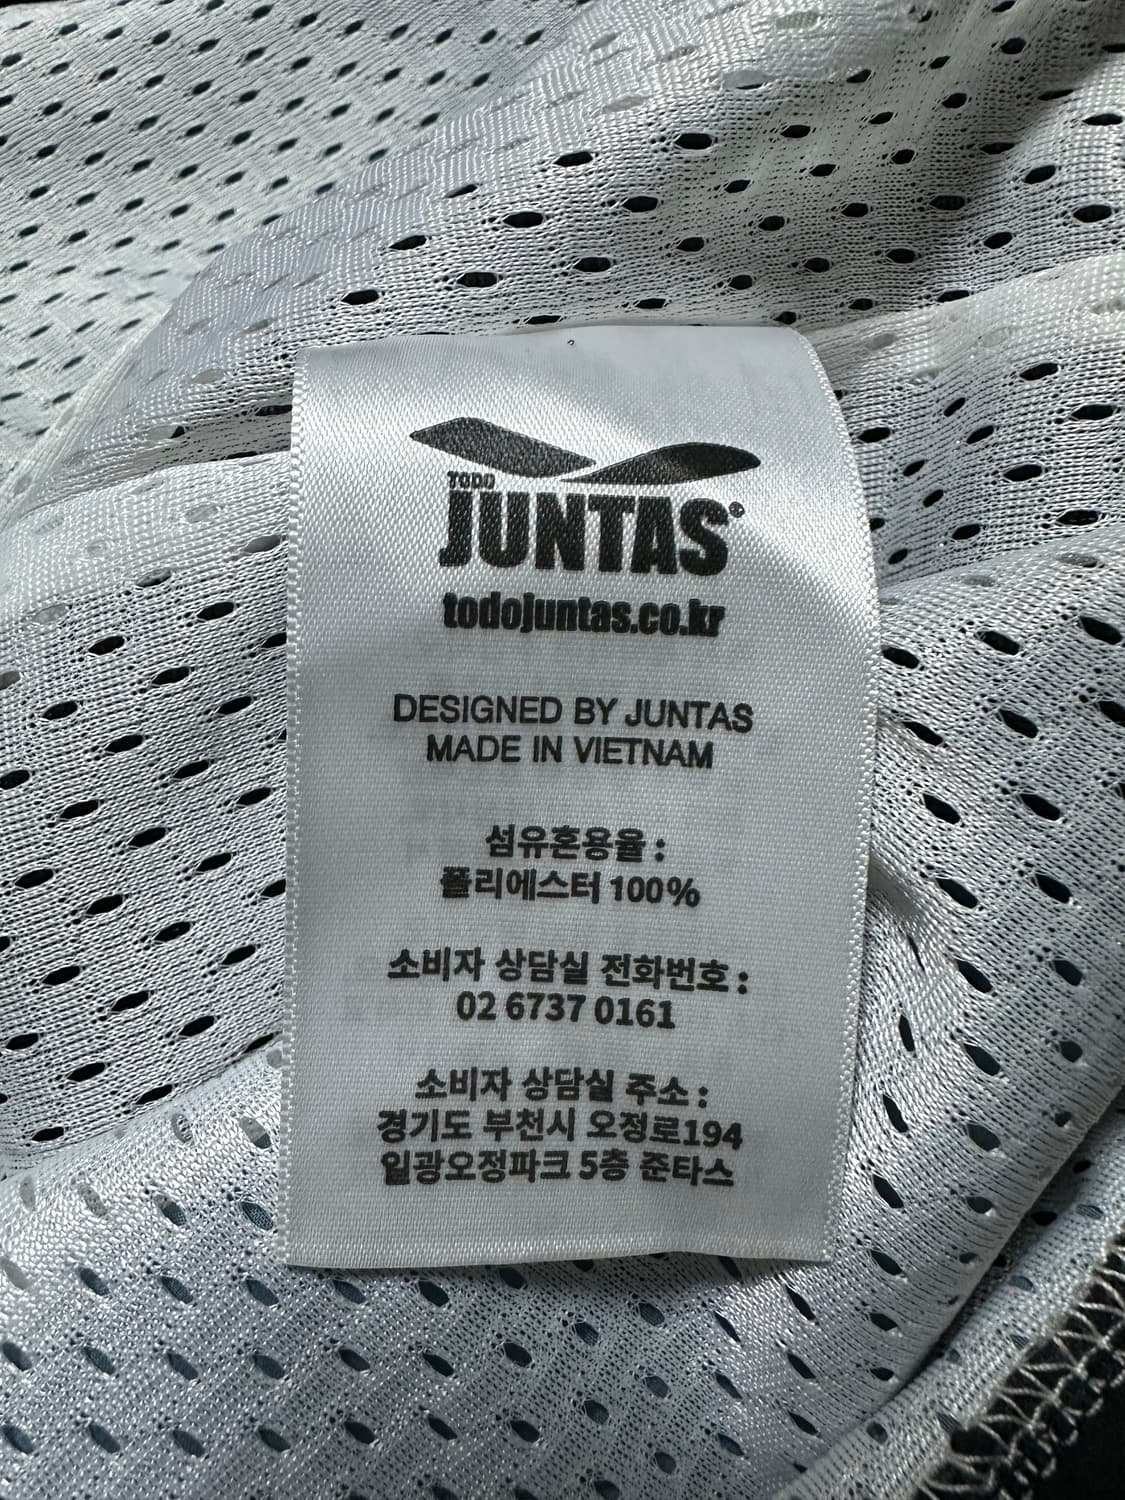 TODO
JUNTAS®
todojuntas.co.kr
DESIGNED BY JUNTAS
MADE IN VIETNAM
섬유혼용율 :
폴리에스터 100%
소비자 상담실 전화번호 :
02 6737 0161
소비자 상담실 주소 :
경기도 부천시 오정로194
일광오정파크 5층 준타스